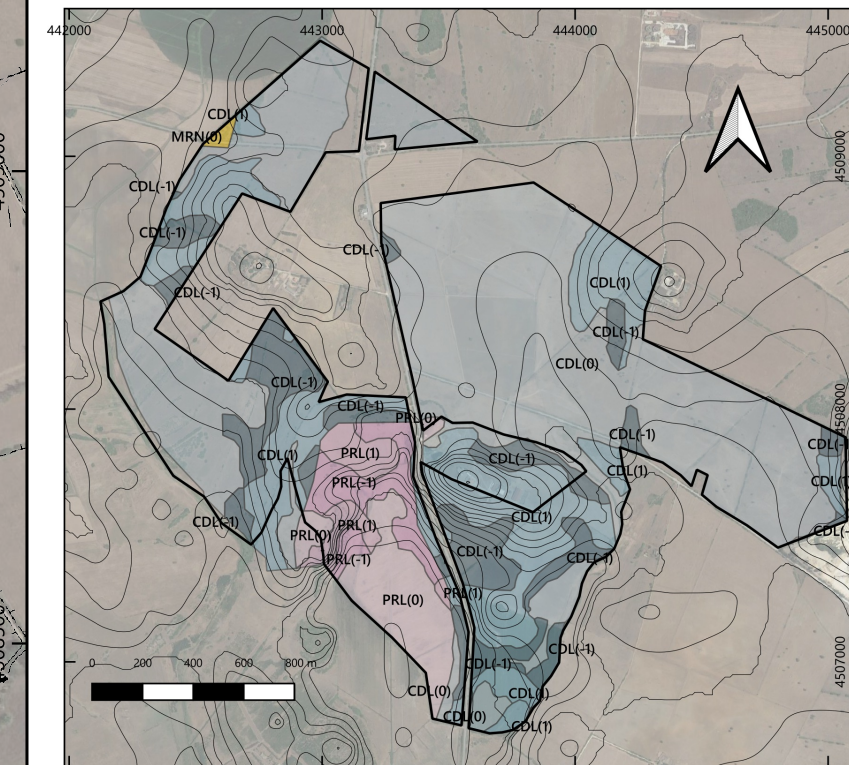 442000
443000
444000
445000
CDL(1)
MRN(0)
4509000
CDL(-1)
CDL(-1)
CDL(-1)
CDL(1)
CDL(-1)
CDL(-1)
CDL(0)
CDL(-1)
CDL(-1)
PRL(0)
4508000
CDL(-1)
CDL(1)
PRL(1)
CDL(-1)
CDL(1)
PRL(-1)
CDL(-1)
PRL(1)
CDL(1)
PRL(0)
CDL(-1)
PRL(-1)
CDL(-1)
PRL(0)
PRL(1)
CDL(-1)
CDL(-1)
4507000
0 200 400 600 800 m
CDL(0)
CDL(1)
CDL(0)
CDL(1)